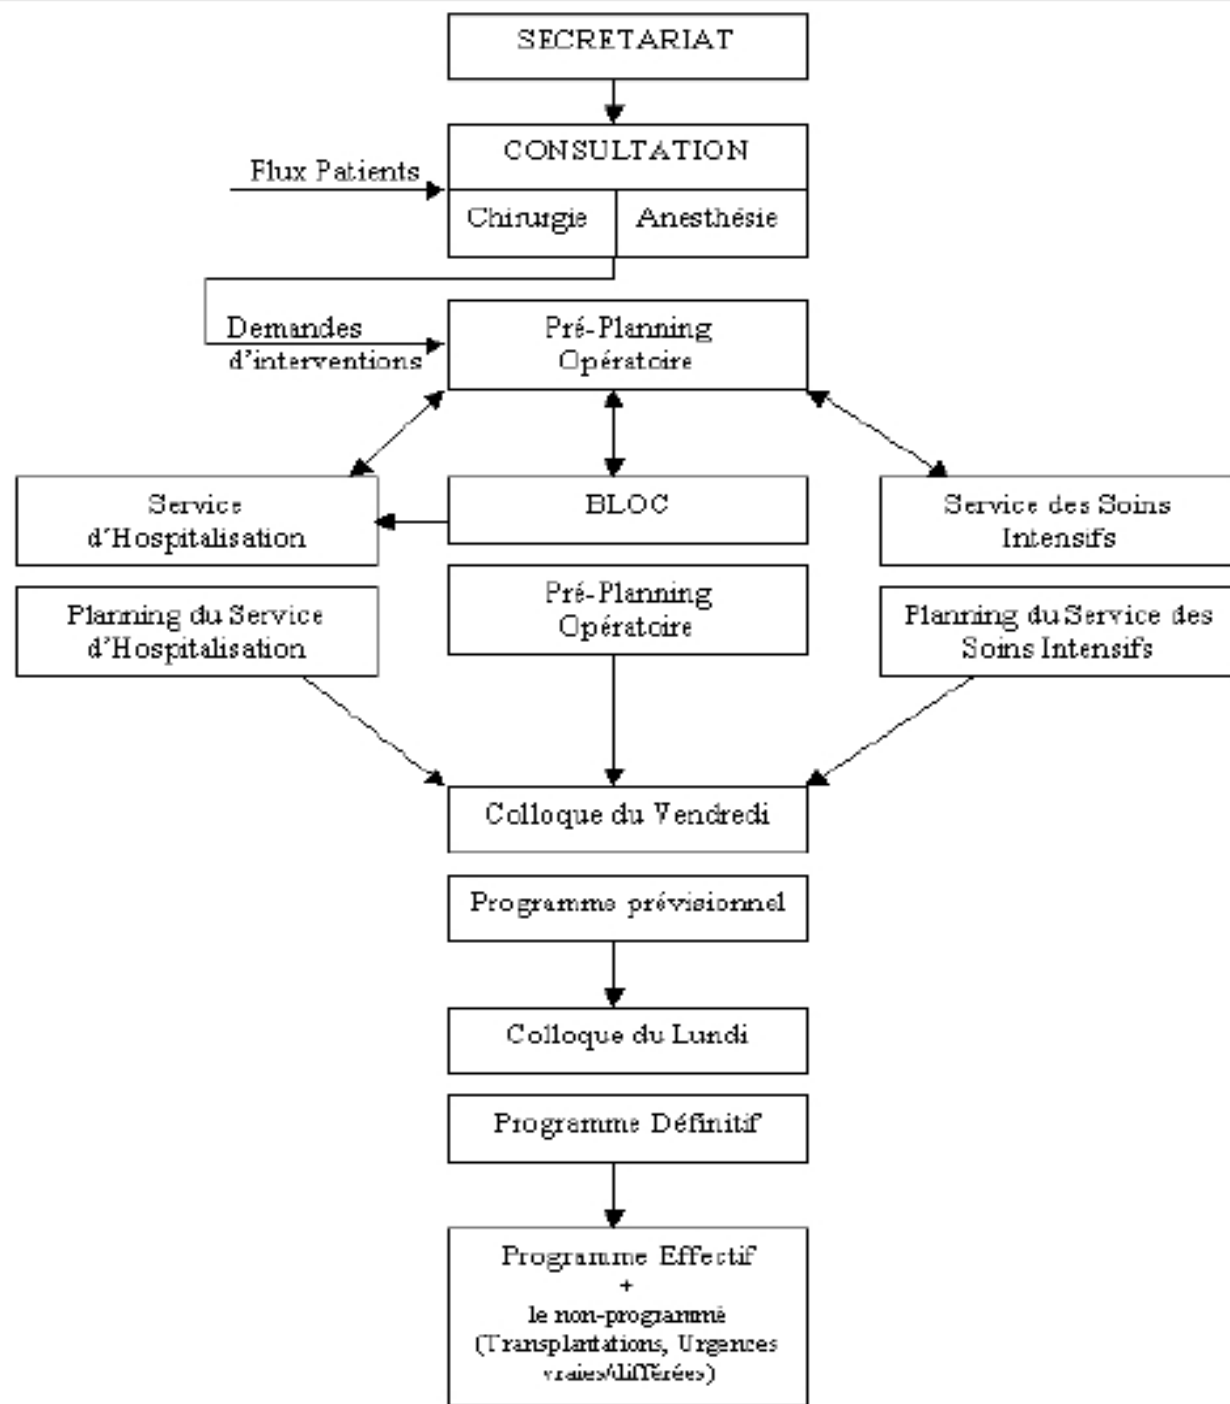 SECRETARIAT
CONSULTATION
Flux Patients
Chirurgie
Anesthésie
Demandes
d'interventions
Pré-Planning
Opératoire
Service
d'Hospitalisation
BLOC
Service des Soins
Intensifs
Planning du Service
d'Hospitalisation
Pré-Planning
Opératoire
Planning du Service des
Soins Intensifs
Colloque du Vendredi
Programme prévisionnel
Colloque du Lundi
Programme Définitif
Programme Effectif
+
le non-programmé
(Transplantations, Urgences
vraies/différées)